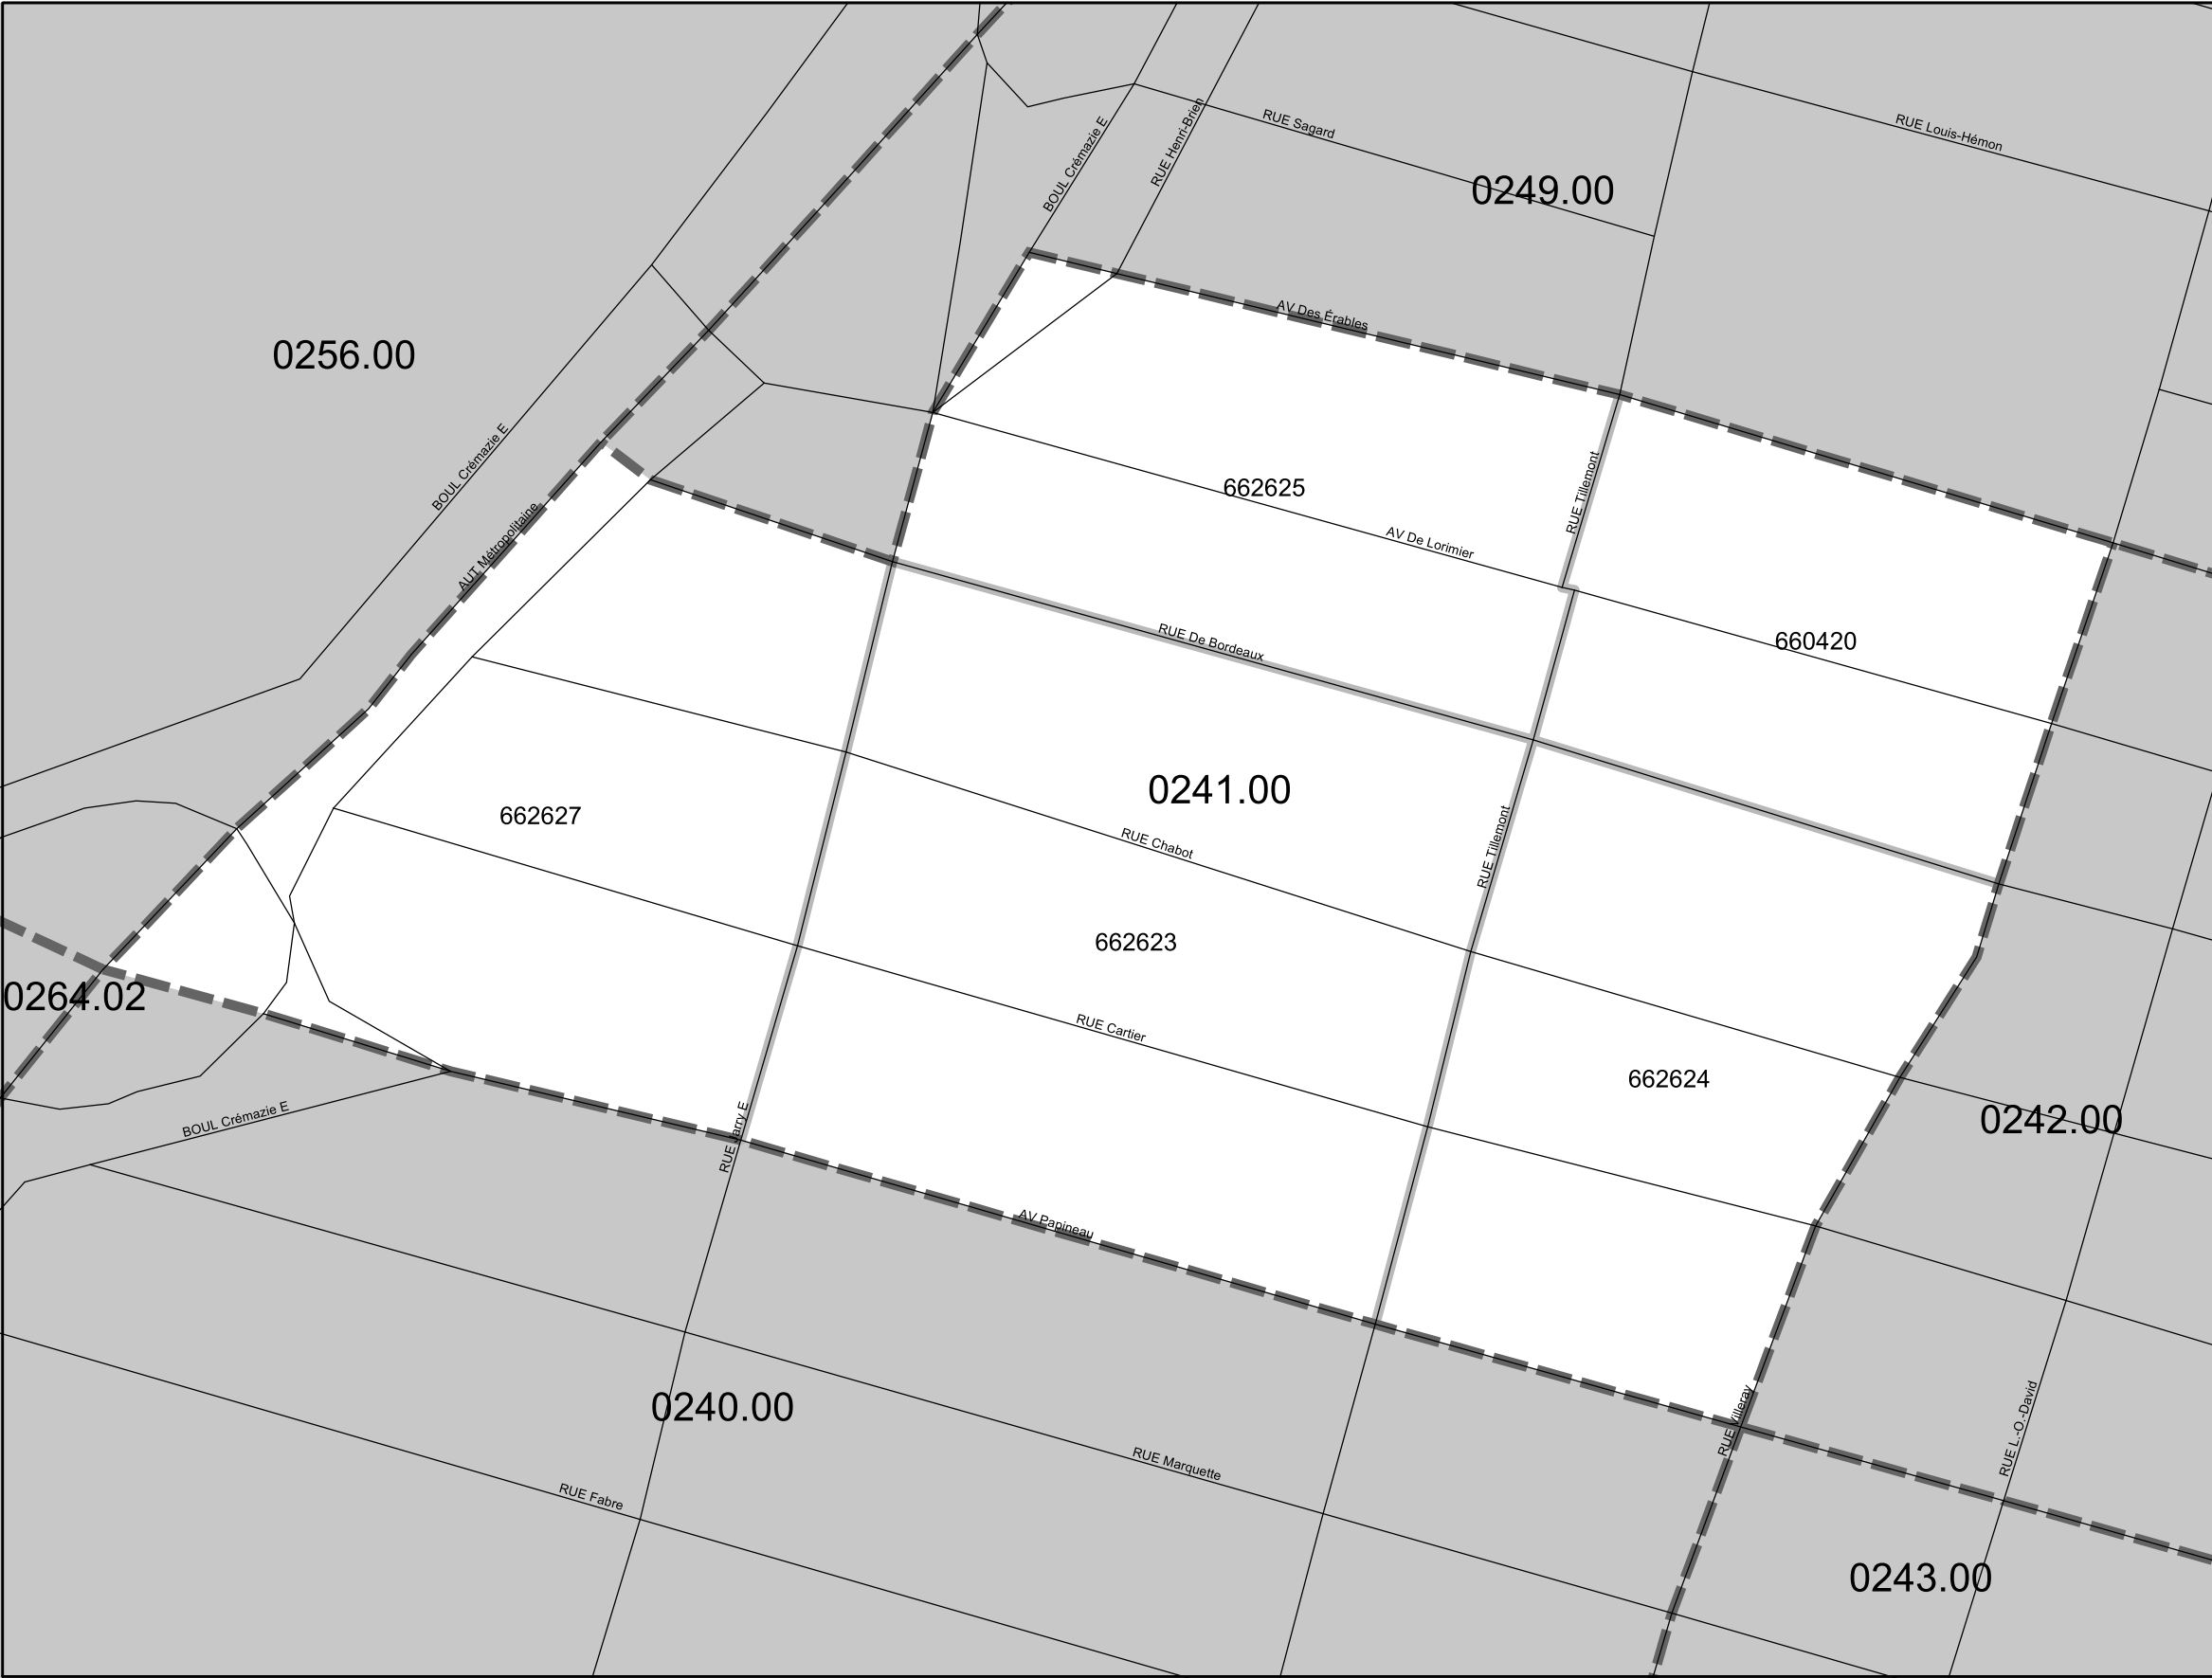 RUE Sagard
RUE Louis-Hémon
BOUL Crémazie E
RUE Henri-Brien
0249.00
AV Des Érables
0256.00
BOUL Crémazie E
662625
RUE Tillemont
AV De Lorimier
AUT Métropolitaine
RUE De Bordeaux
660420
0241.00
662627
RUE Chabot
RUE Tillemont
662623
0264.02
RUE Cartier
662624
BOUL Crémazie E
0242.00
RUE Jarry E
AV Papineau
0240.00
RUE Villeray
RUE L.-O.-David
RUE Marquette
RUE Fabre
0243.00